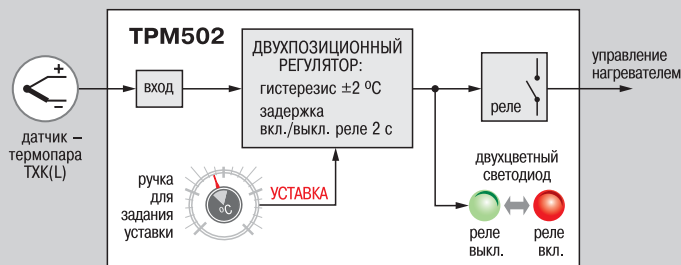 ТРМ502
ДВУХПОЗИЦИОННЫЙ
РЕГУЛЯТОР:
гистерезис ±2 ºС
задержка
вкл./выкл. реле 2 с
вход
реле
управление
нагревателем
+
–
датчик –
термопара
ТХК(L)
ручка
для
задания
уставки
ºС
УСТАВКА
двухцветный
светодиод
реле
выкл.
реле
вкл.